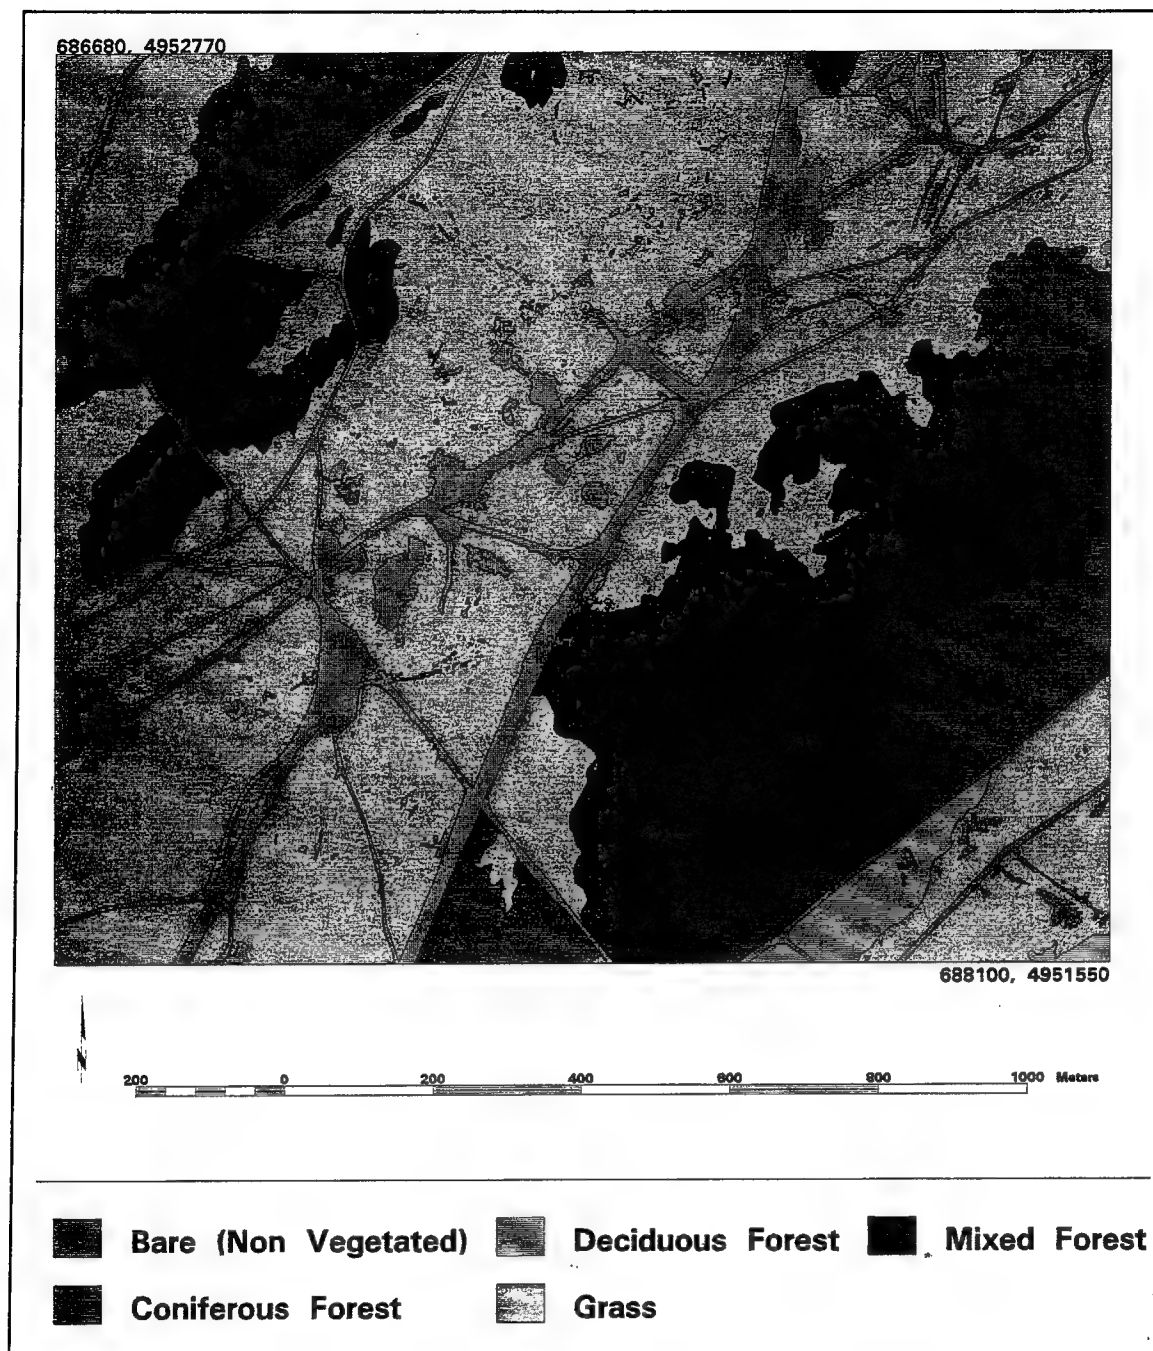 686680, 4952770
688100, 4951550
N
200 0 200 400 600 800 1000 Meters
Bare (Non Vegetated) Deciduous Forest Mixed Forest
Coniferous Forest Grass